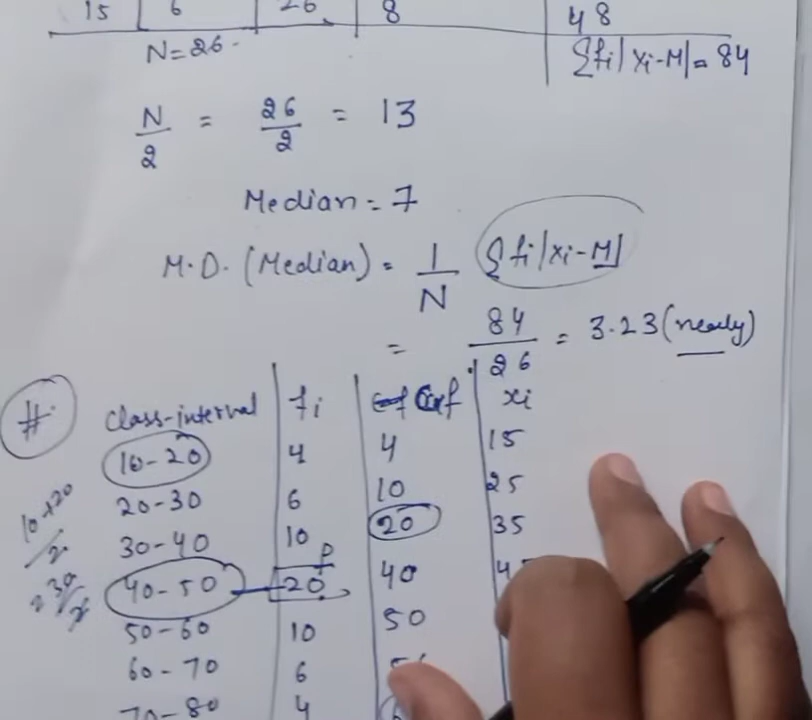 15 6 26 8 48
N=26. Σfi|xi-M|=84
N/2 = 26/2 = 13
Median = 7
M.D. (Median) = 1/N Σfi|xi-M|
= 84/26 = 3.23 (nearly)
# class-interval fi cf xi
10-20 4 4 15
20-30 6 10 25
10+20/2 30-40 10 20 35
40-50 20 f 40
50-60 10 50
60-70 6
70-80 4